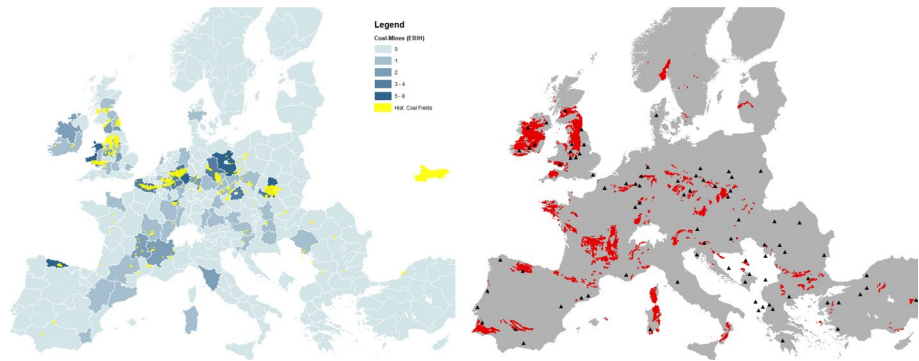 Legend
Coal-Mines (ERIH)
0
1
2
3 - 4
5 - 8
Hist. Coal Fields